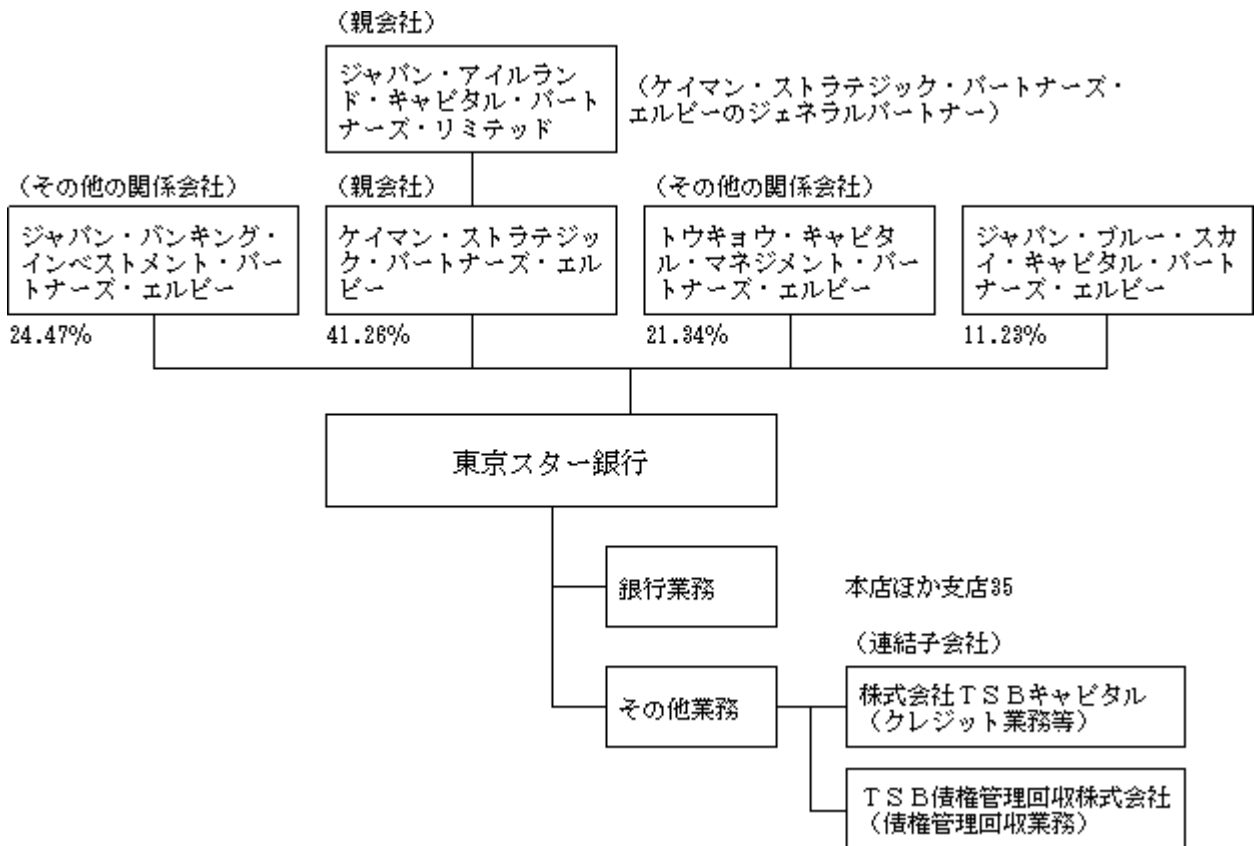 （親会社）
ジャパン・アイルラン
ド・キャピタル・パート
ナーズ・リミテッド
（ケイマン・ストラテジック・パートナーズ・
エルピーのジェネラルパートナー）
（その他の関係会社）
ジャパン・バンキング・
インベストメント・パー
トナーズ・エルピー
24.47%
（親会社）
ケイマン・ストラテジッ
ク・パートナーズ・エル
ピー
41.26%
（その他の関係会社）
トウキョウ・キャピタ
ル・マネジメント・パー
トナーズ・エルピー
21.34%
ジャパン・ブルー・スカ
イ・キャピタル・パート
ナーズ・エルピー
11.23%
東京スター銀行
銀行業務
本店ほか支店35
その他業務
（連結子会社）
株式会社ＴＳＢキャピタル
（クレジット業務等）
ＴＳＢ債権管理回収株式会社
（債権管理回収業務）